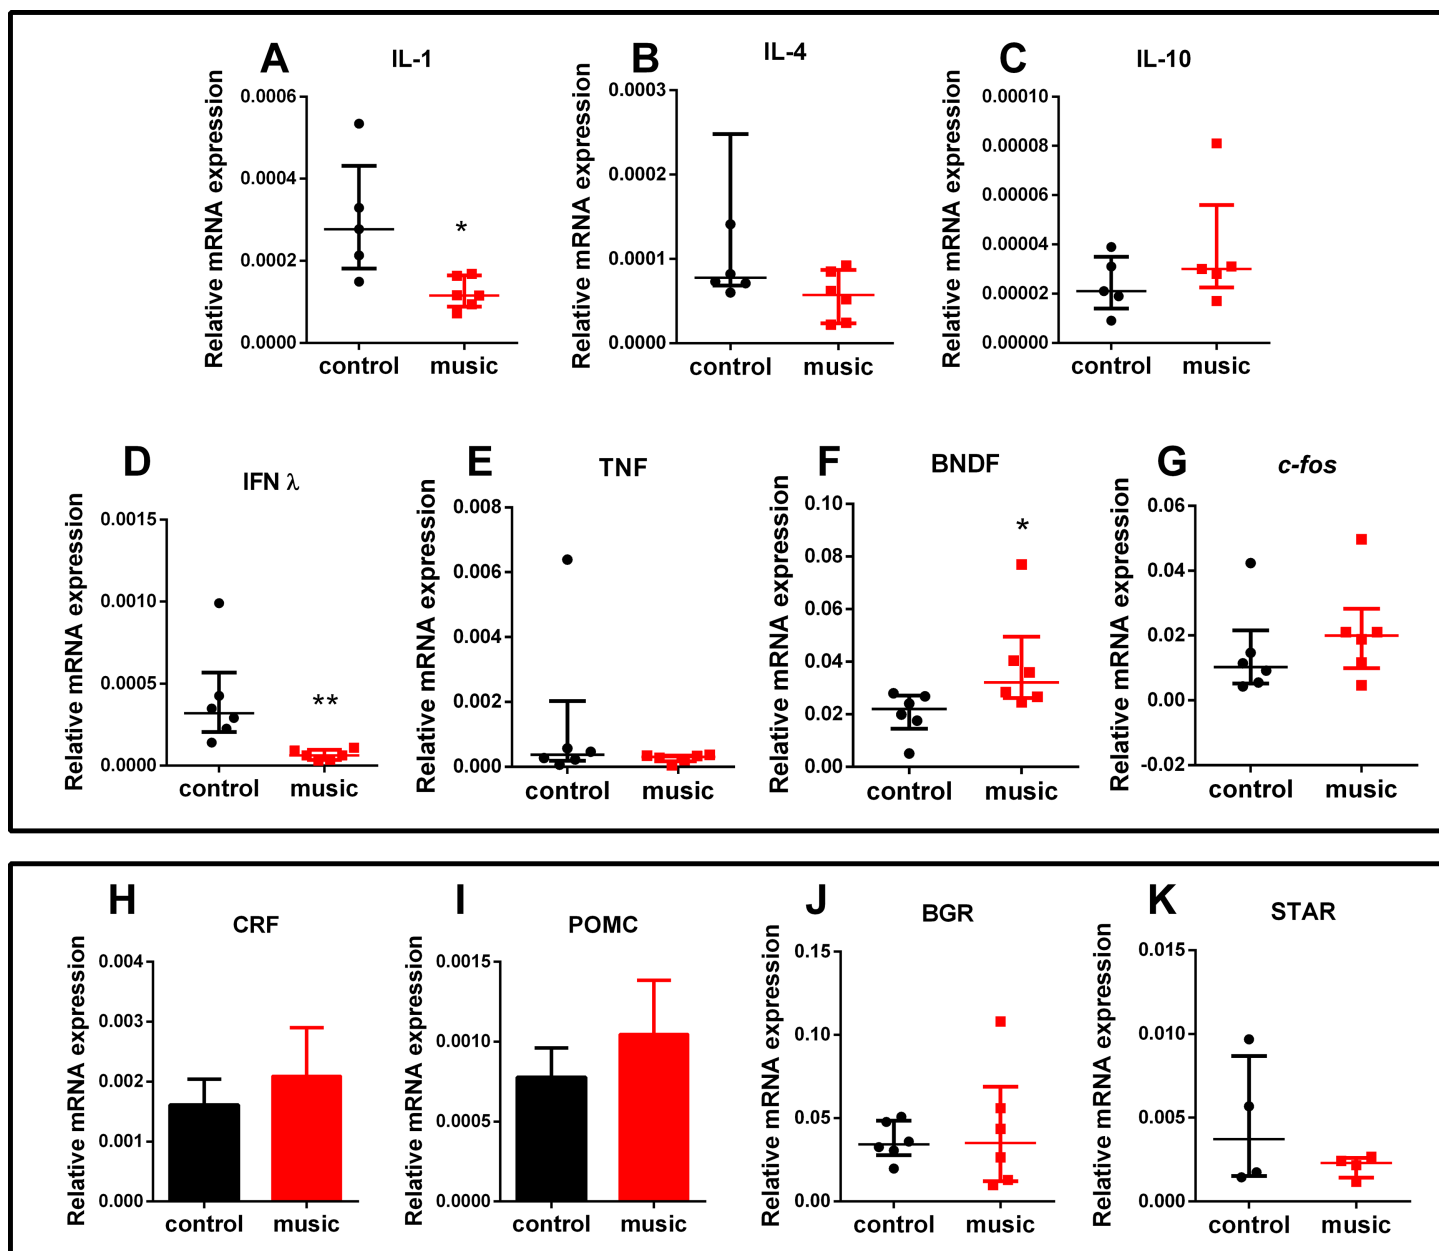 A IL-1
Relative mRNA expression
0.0006
0.0004
0.0002
0.0000
*
control music
B IL-4
Relative mRNA expression
0.0003
0.0002
0.0001
0.0000
control music
C IL-10
Relative mRNA expression
0.00010
0.00008
0.00006
0.00004
0.00002
0.00000
control music
D IFN λ
Relative mRNA expression
0.0015
0.0010
0.0005
0.0000
**
control music
E TNF
Relative mRNA expression
0.008
0.006
0.004
0.002
0.000
control music
F BNDF
Relative mRNA expression
0.10
0.08
0.06
0.04
0.02
0.00
*
control music
G c-fos
Relative mRNA expression
0.06
0.04
0.02
0.00
-0.02
control music
H CRF
Relative mRNA expression
0.004
0.003
0.002
0.001
0.000
control music
I POMC
Relative mRNA expression
0.0015
0.0010
0.0005
0.0000
control music
J BGR
Relative mRNA expression
0.15
0.10
0.05
0.00
control music
K STAR
Relative mRNA expression
0.015
0.010
0.005
0.000
control music